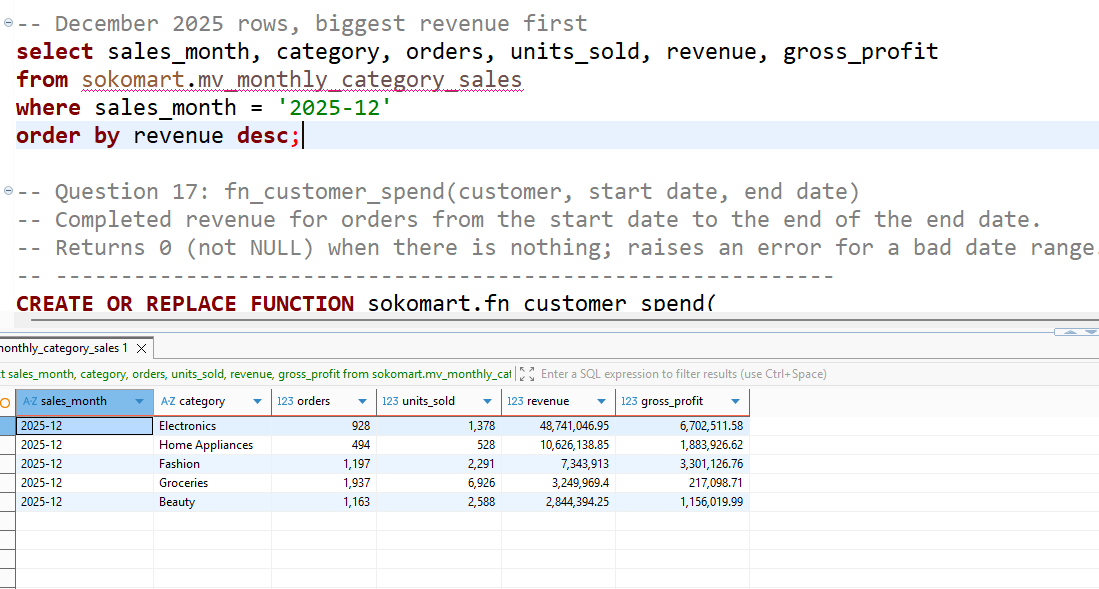 -- December 2025 rows, biggest revenue first
select sales_month, category, orders, units_sold, revenue, gross_profit
from sokomart.mv_monthly_category_sales
where sales_month = '2025-12'
order by revenue desc;
-- Question 17: fn_customer_spend(customer, start date, end date)
-- Completed revenue for orders from the start date to the end of the end date.
-- Returns 0 (not NULL) when there is nothing; raises an error for a bad date range.
-- ------------------------------------------------------------
CREATE OR REPLACE FUNCTION sokomart.fn_customer_spend(
onthly_category_sales 1
t sales_month, category, orders, units_sold, revenue, gross_profit from sokomart.mv_monthly_cat Enter a SQL expression to filter results (use Ctrl+Space)
A-Z sales_month A-Z category 123 orders 123 units_sold 123 revenue 123 gross_profit
2025-12 Electronics 928 1,378 48,741,046.95 6,702,511.58
2025-12 Home Appliances 494 528 10,626,138.85 1,883,926.62
2025-12 Fashion 1,197 2,291 7,343,913 3,301,126.76
2025-12 Groceries 1,937 6,926 3,249,969.4 217,098.71
2025-12 Beauty 1,163 2,588 2,844,394.25 1,156,019.99